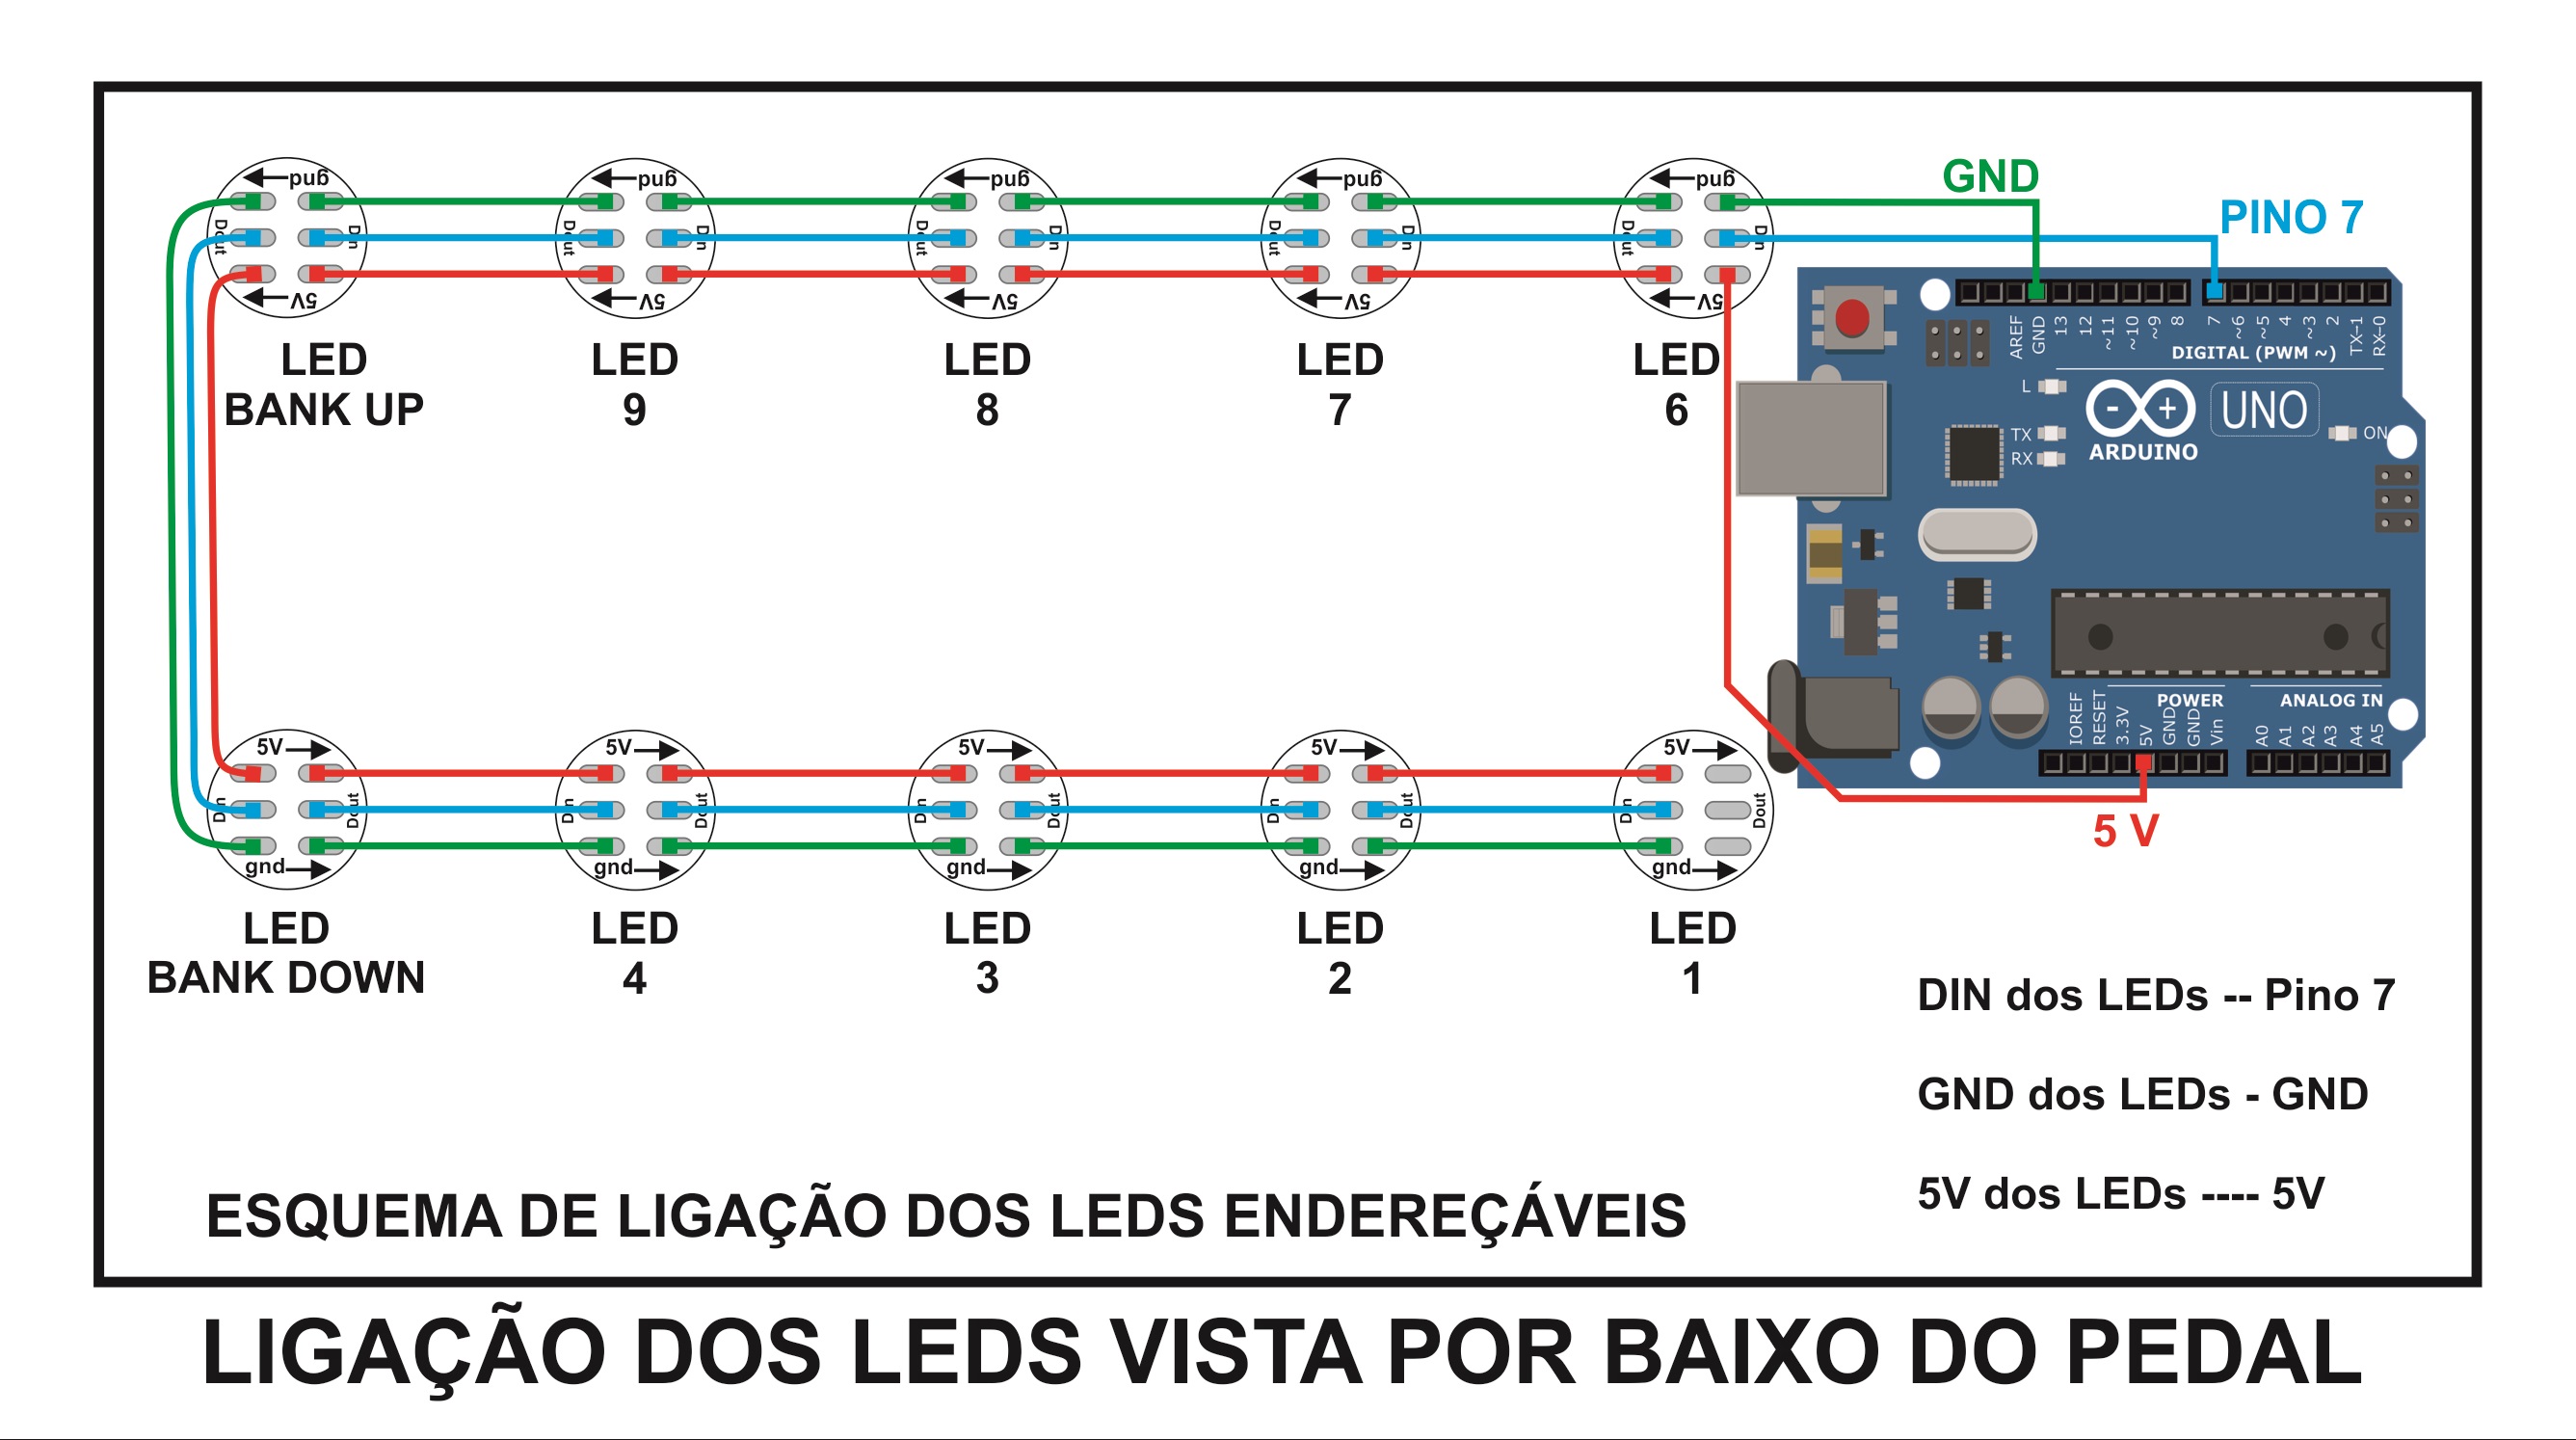 gnd gnd gnd gnd gnd
GND
PINO 7
Dout Din Dout Din Dout Din Dout Din Dout Din
5V 5V 5V 5V 5V
LED LED LED LED LED
BANK UP 9 8 7 6
AREF GND 13 12 ~11 ~10 ~9 8 7 ~6 ~5 4 ~3 2 TX→1 RX←0
DIGITAL (PWM ~)
L
TX
RX
- +
UNO
ON
ARDUINO
POWER ANALOG IN
IOREF RESET 3.3V 5V GND GND Vin A0 A1 A2 A3 A4 A5
5V 5V 5V 5V 5V
Din Dout Din Dout Din Dout Din Dout Din Dout
gnd gnd gnd gnd gnd
5 V
LED LED LED LED LED
BANK DOWN 4 3 2 1
DIN dos LEDs -- Pino 7
GND dos LEDs - GND
5V dos LEDs ---- 5V
ESQUEMA DE LIGAÇÃO DOS LEDS ENDEREÇÁVEIS
LIGAÇÃO DOS LEDS VISTA POR BAIXO DO PEDAL